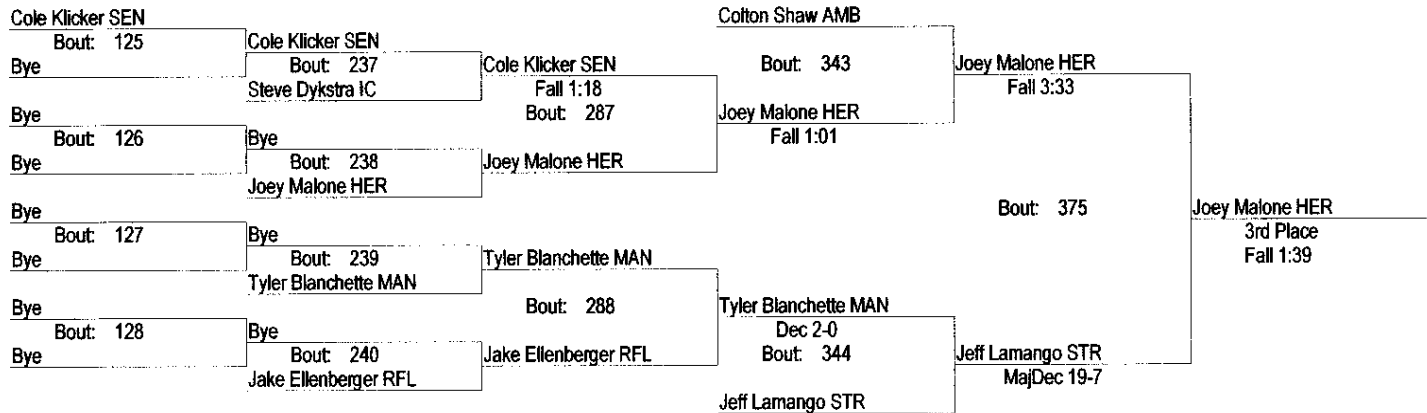 Cole Klicker SEN
Bout: 125
Bye
Bye
Bout: 126
Bye
Bye
Bout: 127
Bye
Bye
Bout: 128
Bye
Cole Klicker SEN
Bout: 237
Steve Dykstra IC
Bye
Bout: 238
Joey Malone HER
Bye
Bout: 239
Tyler Blanchette MAN
Bye
Bout: 240
Jake Ellenberger RFL
Cole Klicker SEN
Fall 1:18
Bout: 287
Joey Malone HER
Tyler Blanchette MAN
Bout: 288
Jake Ellenberger RFL
Colton Shaw AMB
Bout: 343
Joey Malone HER
Fall 1:01
Tyler Blanchette MAN
Dec 2-0
Bout: 344
Jeff Lamango STR
Joey Malone HER
Fall 3:33
Bout: 375
Jeff Lamango STR
MajDec 19-7
Joey Malone HER
3rd Place
Fall 1:39